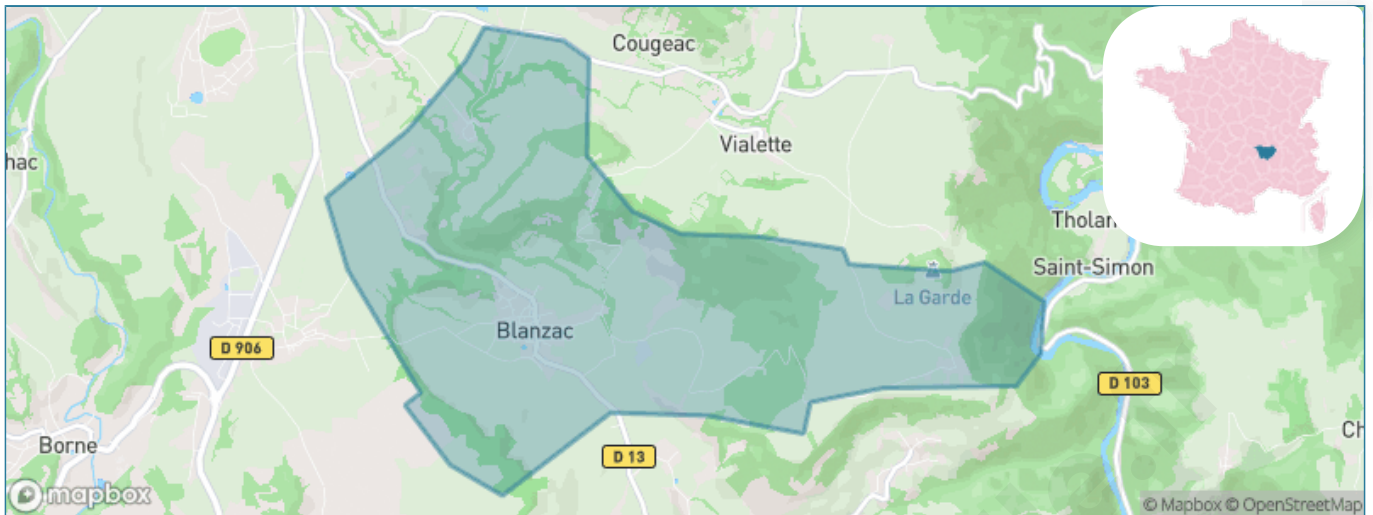 Cougeac
Vialette
hac
Tholan
Saint-Simon
La Garde
Blanzac
D 906
D 103
Borne
D 13
Ch
mapbox
© Mapbox © OpenStreetMap